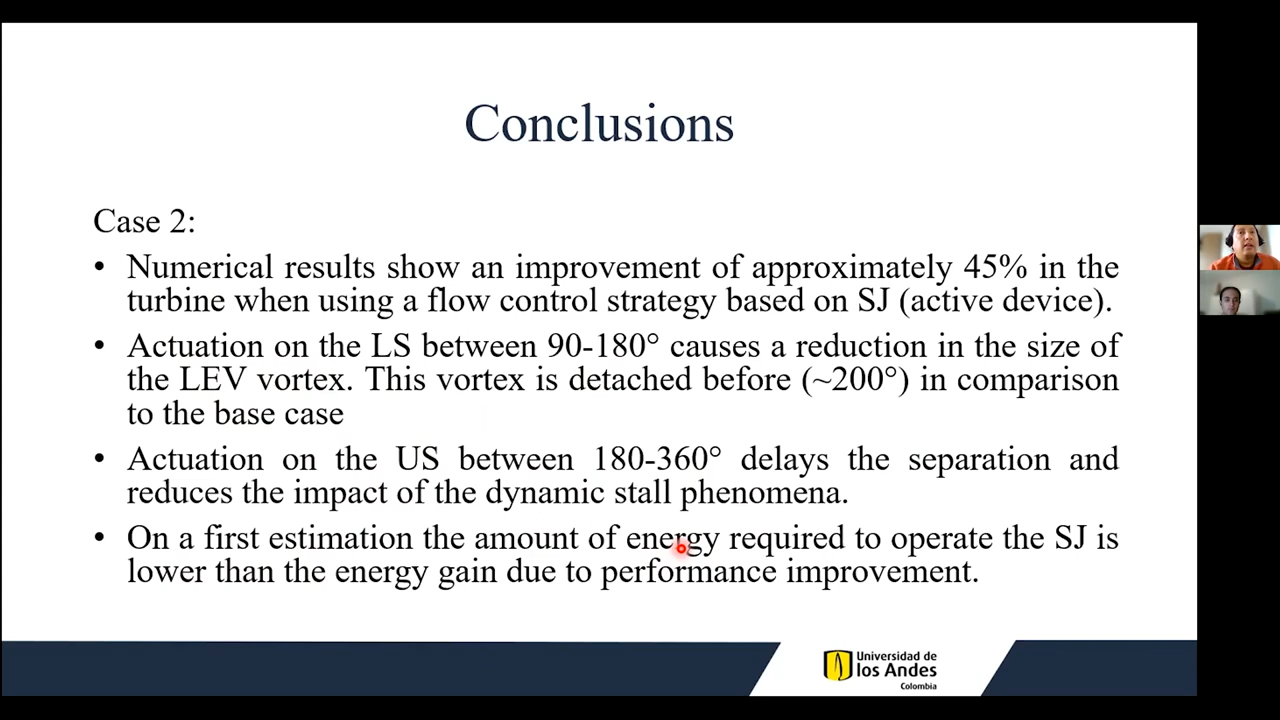 Conclusions
Case 2:
• Numerical results show an improvement of approximately 45% in the
turbine when using a flow control strategy based on SJ (active device).
• Actuation on the LS between 90-180° causes a reduction in the size of
the LEV vortex. This vortex is detached before (~200°) in comparison
to the base case
• Actuation on the US between 180-360° delays the separation and
reduces the impact of the dynamic stall phenomena.
• On a first estimation the amount of energy required to operate the SJ is
lower than the energy gain due to performance improvement.
Universidad de
los Andes
Colombia